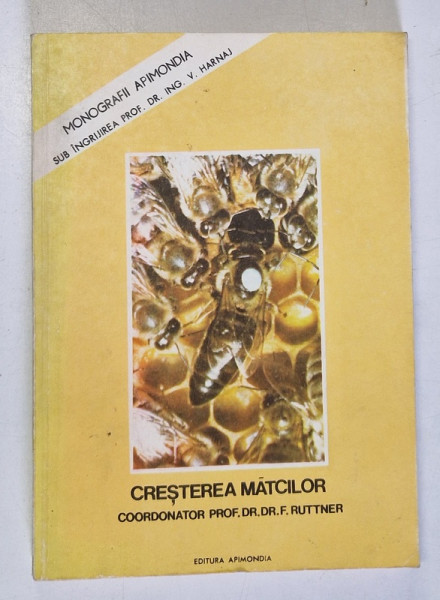 MONOGRAFII APIMONDIA
SUB ÎNGRIJIREA PROF. DR. ING. V. HARNAJ
CREȘTEREA MĂTCILOR
COORDONATOR PROF. DR. DR. F. RUTTNER
EDITURA APIMONDIA